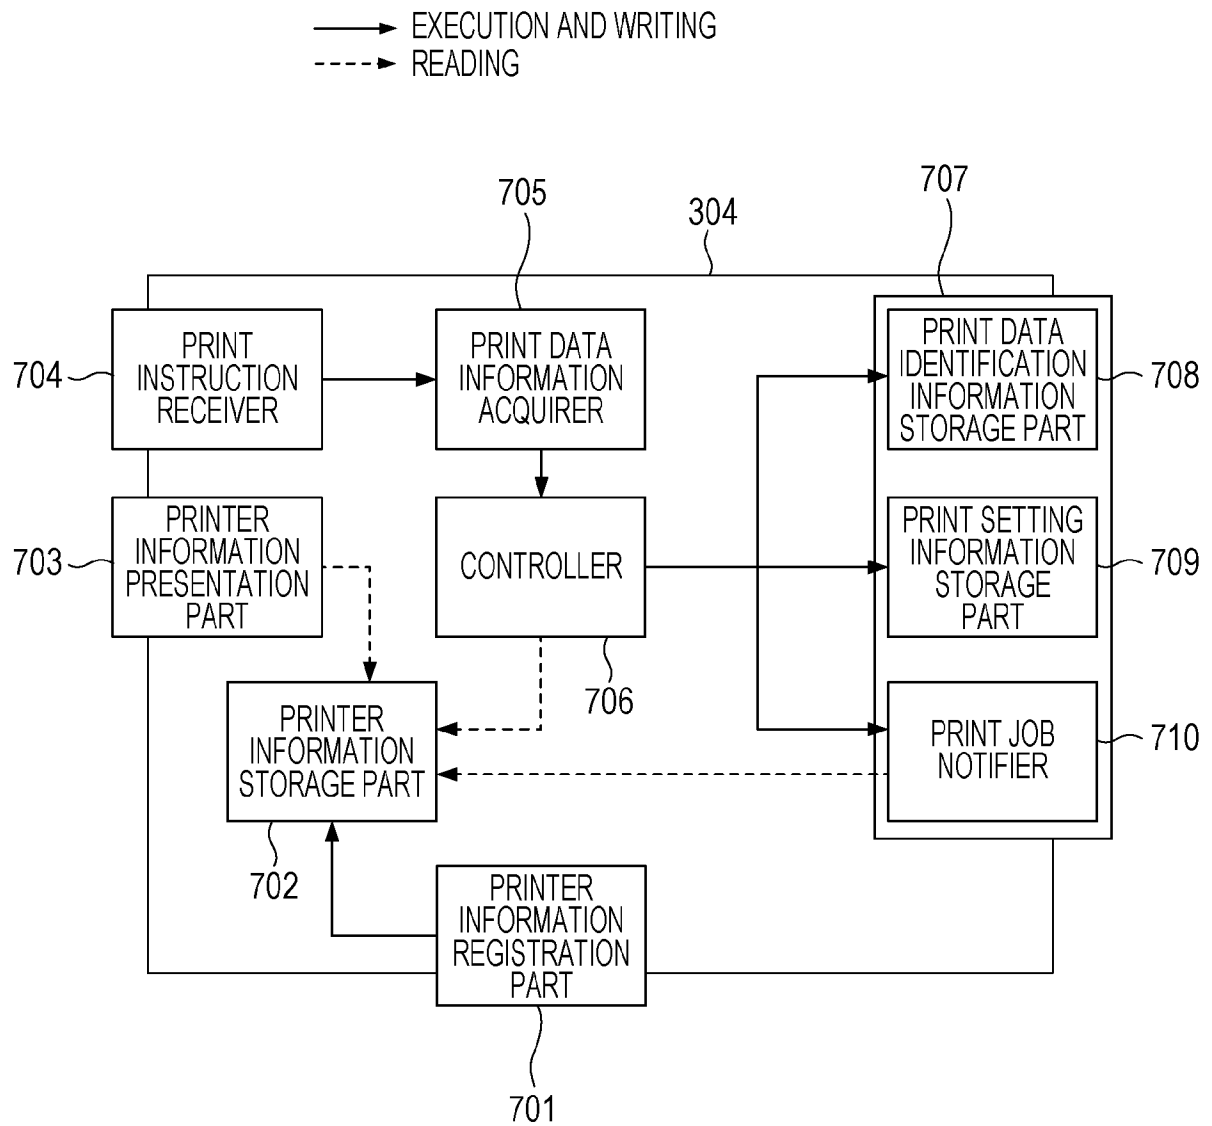 EXECUTION AND WRITING
READING
707
705
304
PRINT
INSTRUCTION
RECEIVER
704
PRINT DATA
INFORMATION
ACQUIRER
PRINT DATA
IDENTIFICATION
INFORMATION
STORAGE PART
708
PRINTER
INFORMATION
PRESENTATION
PART
703
CONTROLLER
706
PRINT SETTING
INFORMATION
STORAGE
PART
709
PRINTER
INFORMATION
STORAGE PART
702
PRINT JOB
NOTIFIER
710
PRINTER
INFORMATION
REGISTRATION
PART
701